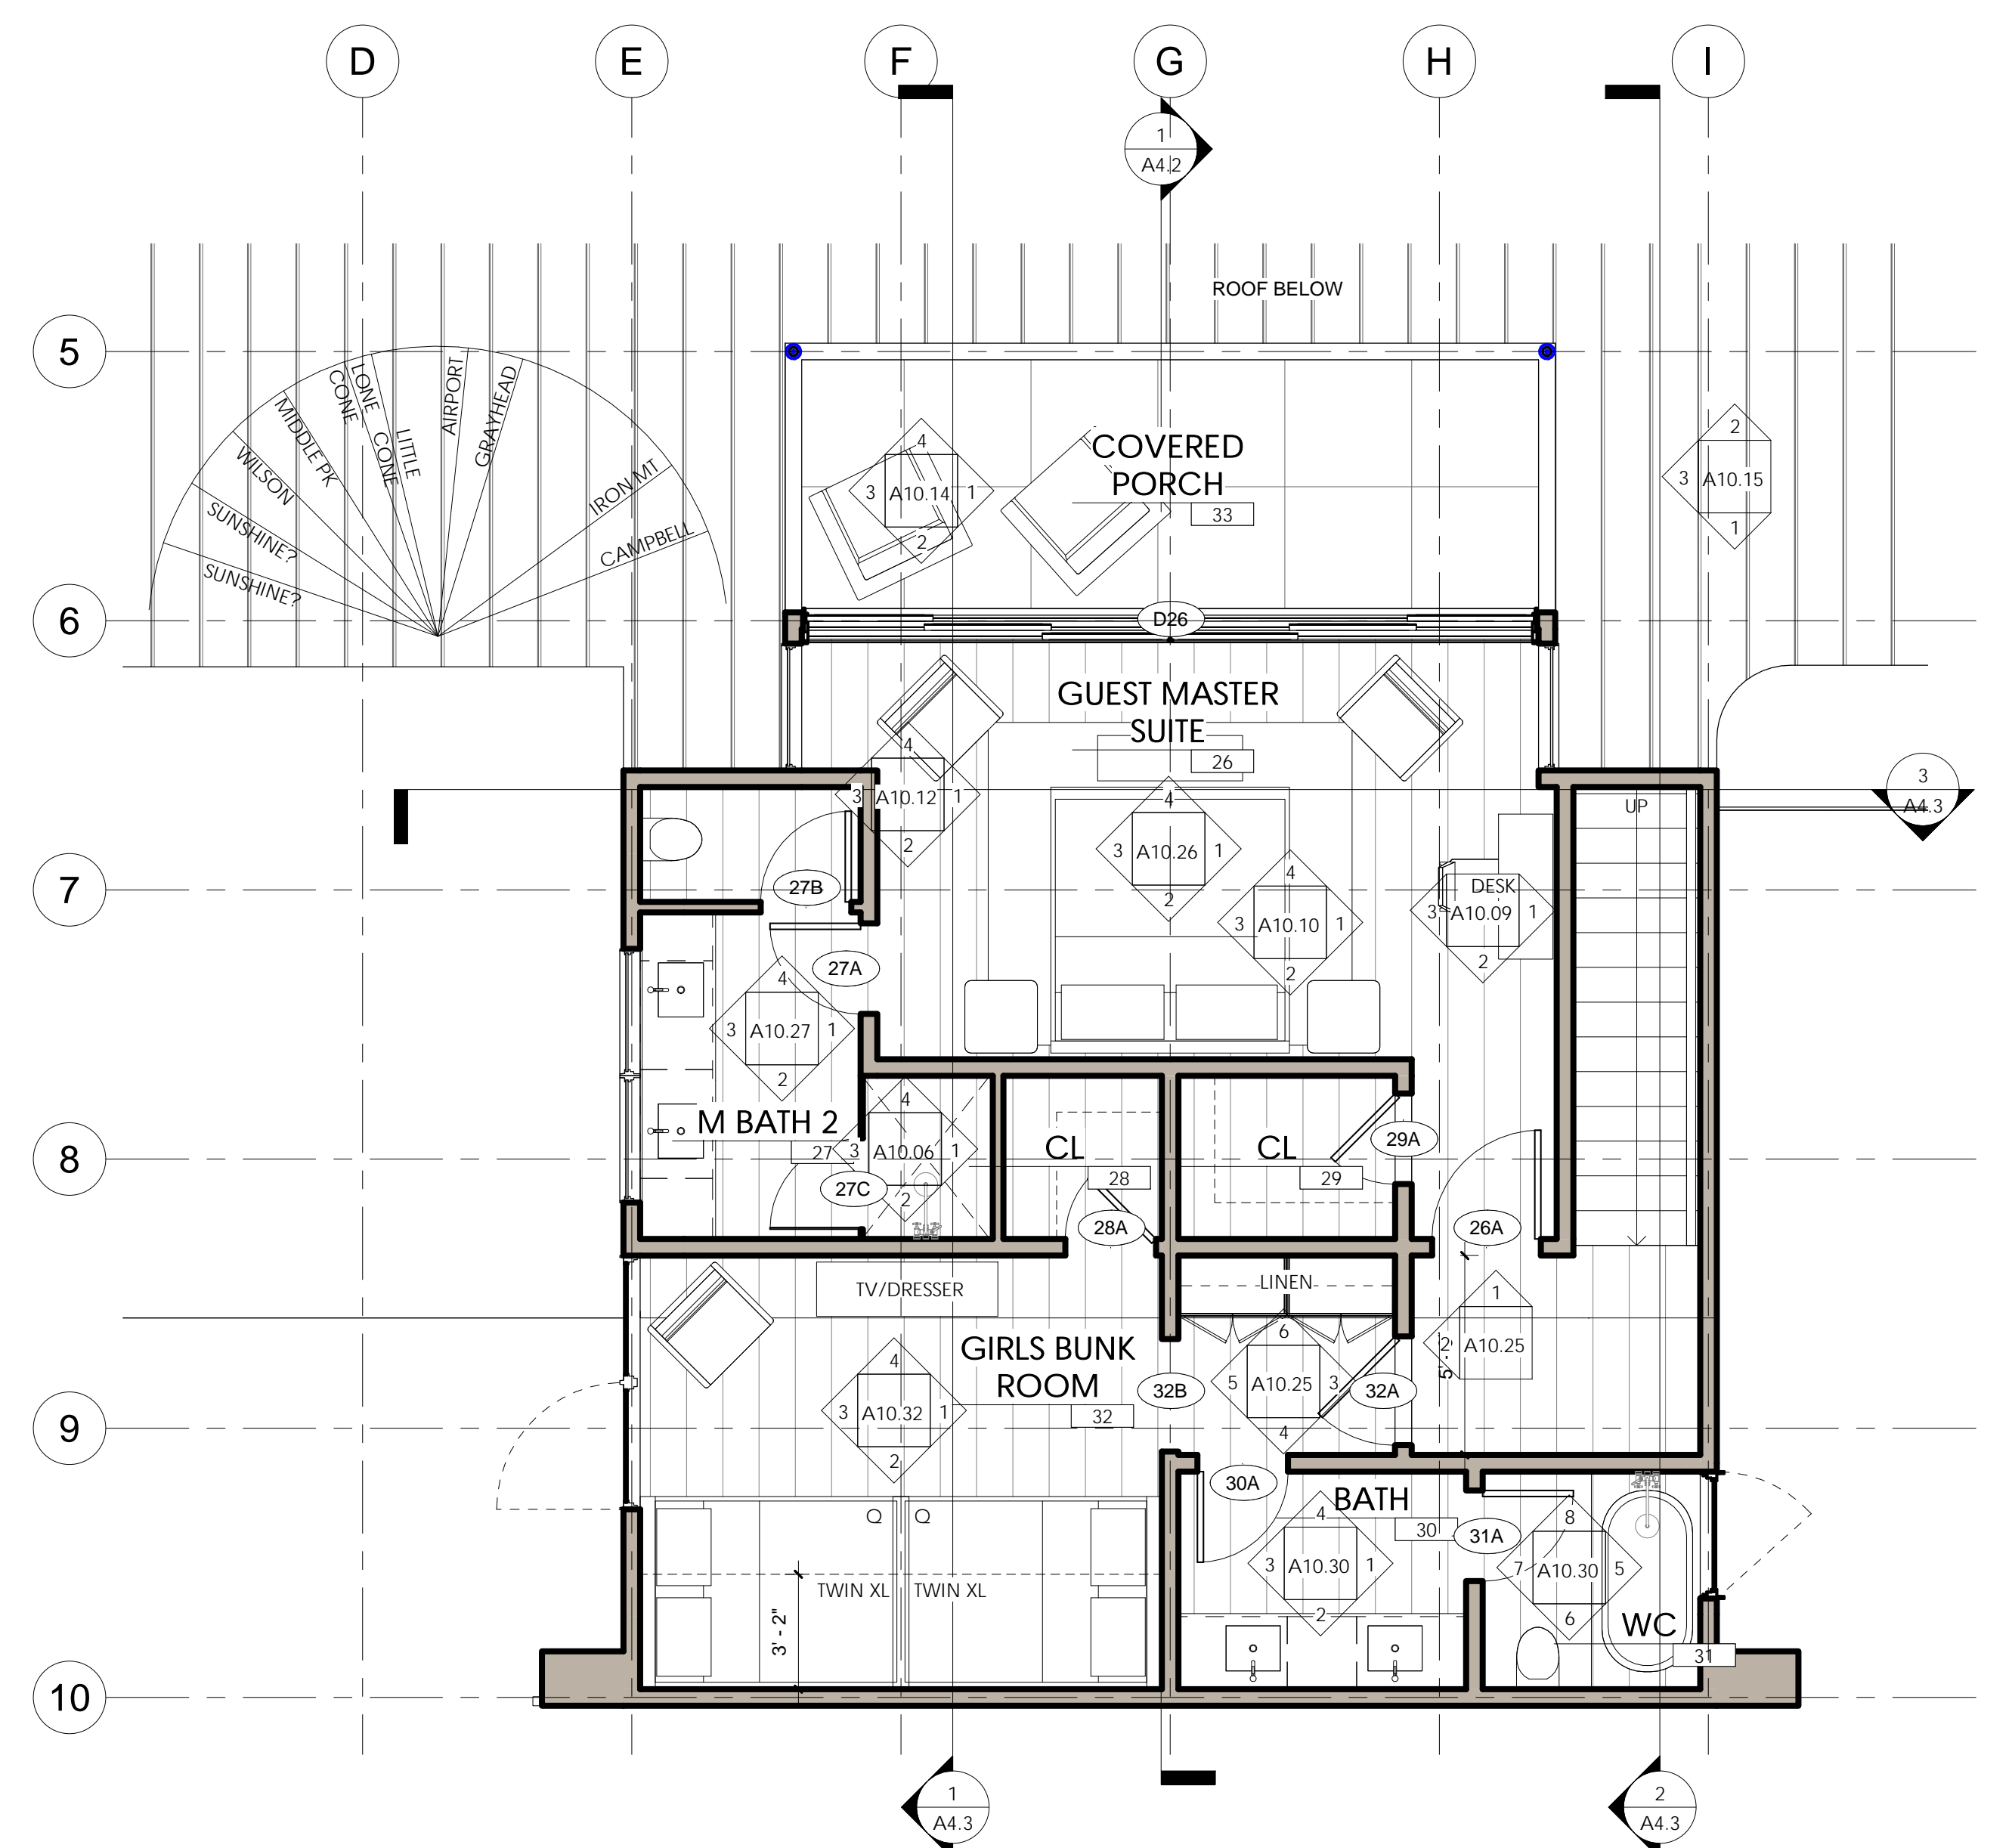 D E F G H I
1
A4.2
ROOF BELOW
5
LONE
CONE
LITTLE
CONE
AIRPORT
GRAYHEAD
MIDDLE PK
WILSON
SUNSHINE?
SUNSHINE?
IRON MT
CAMPBELL
COVERED
PORCH
33
4
3 A10.14 1
2
2
3 A10.15
1
6
D26
GUEST MASTER
SUITE
26
4
3 A10.12 1
2
4
3 A10.26 1
2
4
3 A10.10 1
2
UP
3
A4.3
7
27B
DESK
3 A10.09 1
2
27A
4
3 A10.27 1
2
M BATH 2
27
4
3 A10.06 1
2
27C
8
CL
28
28A
CL
29
29A
26A
TV/DRESSER
LINEN
GIRLS BUNK
ROOM
32
4
3 A10.32 1
2
32B
6
5 A10.25 3
4
32A
1
2 A10.25
5' - 
9
30A
BATH
30
4
3 A10.30 1
2
31A
8
7 A10.30 5
6
WC
31
Q Q
TWIN XL TWIN XL
3' - 2"
10
1
A4.3
2
A4.3